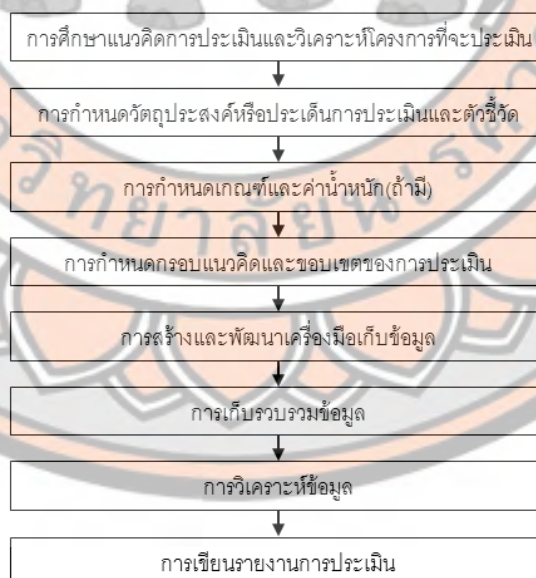 การศึกษาแนวคิดการประเมินและวิเคราะห์โครงการที่จะประเมิน
การกำหนดวัตถุประสงค์หรือประเด็นการประเมินและตัวชี้วัด
การกำหนดเกณฑ์และค่าน้ำหนัก(ถ้ามี)
การกำหนดกรอบแนวคิดและขอบเขตของการประเมิน
การสร้างและพัฒนาเครื่องมือเก็บข้อมูล
การเก็บรวบรวมข้อมูล
การวิเคราะห์ข้อมูล
การเขียนรายงานการประเมิน